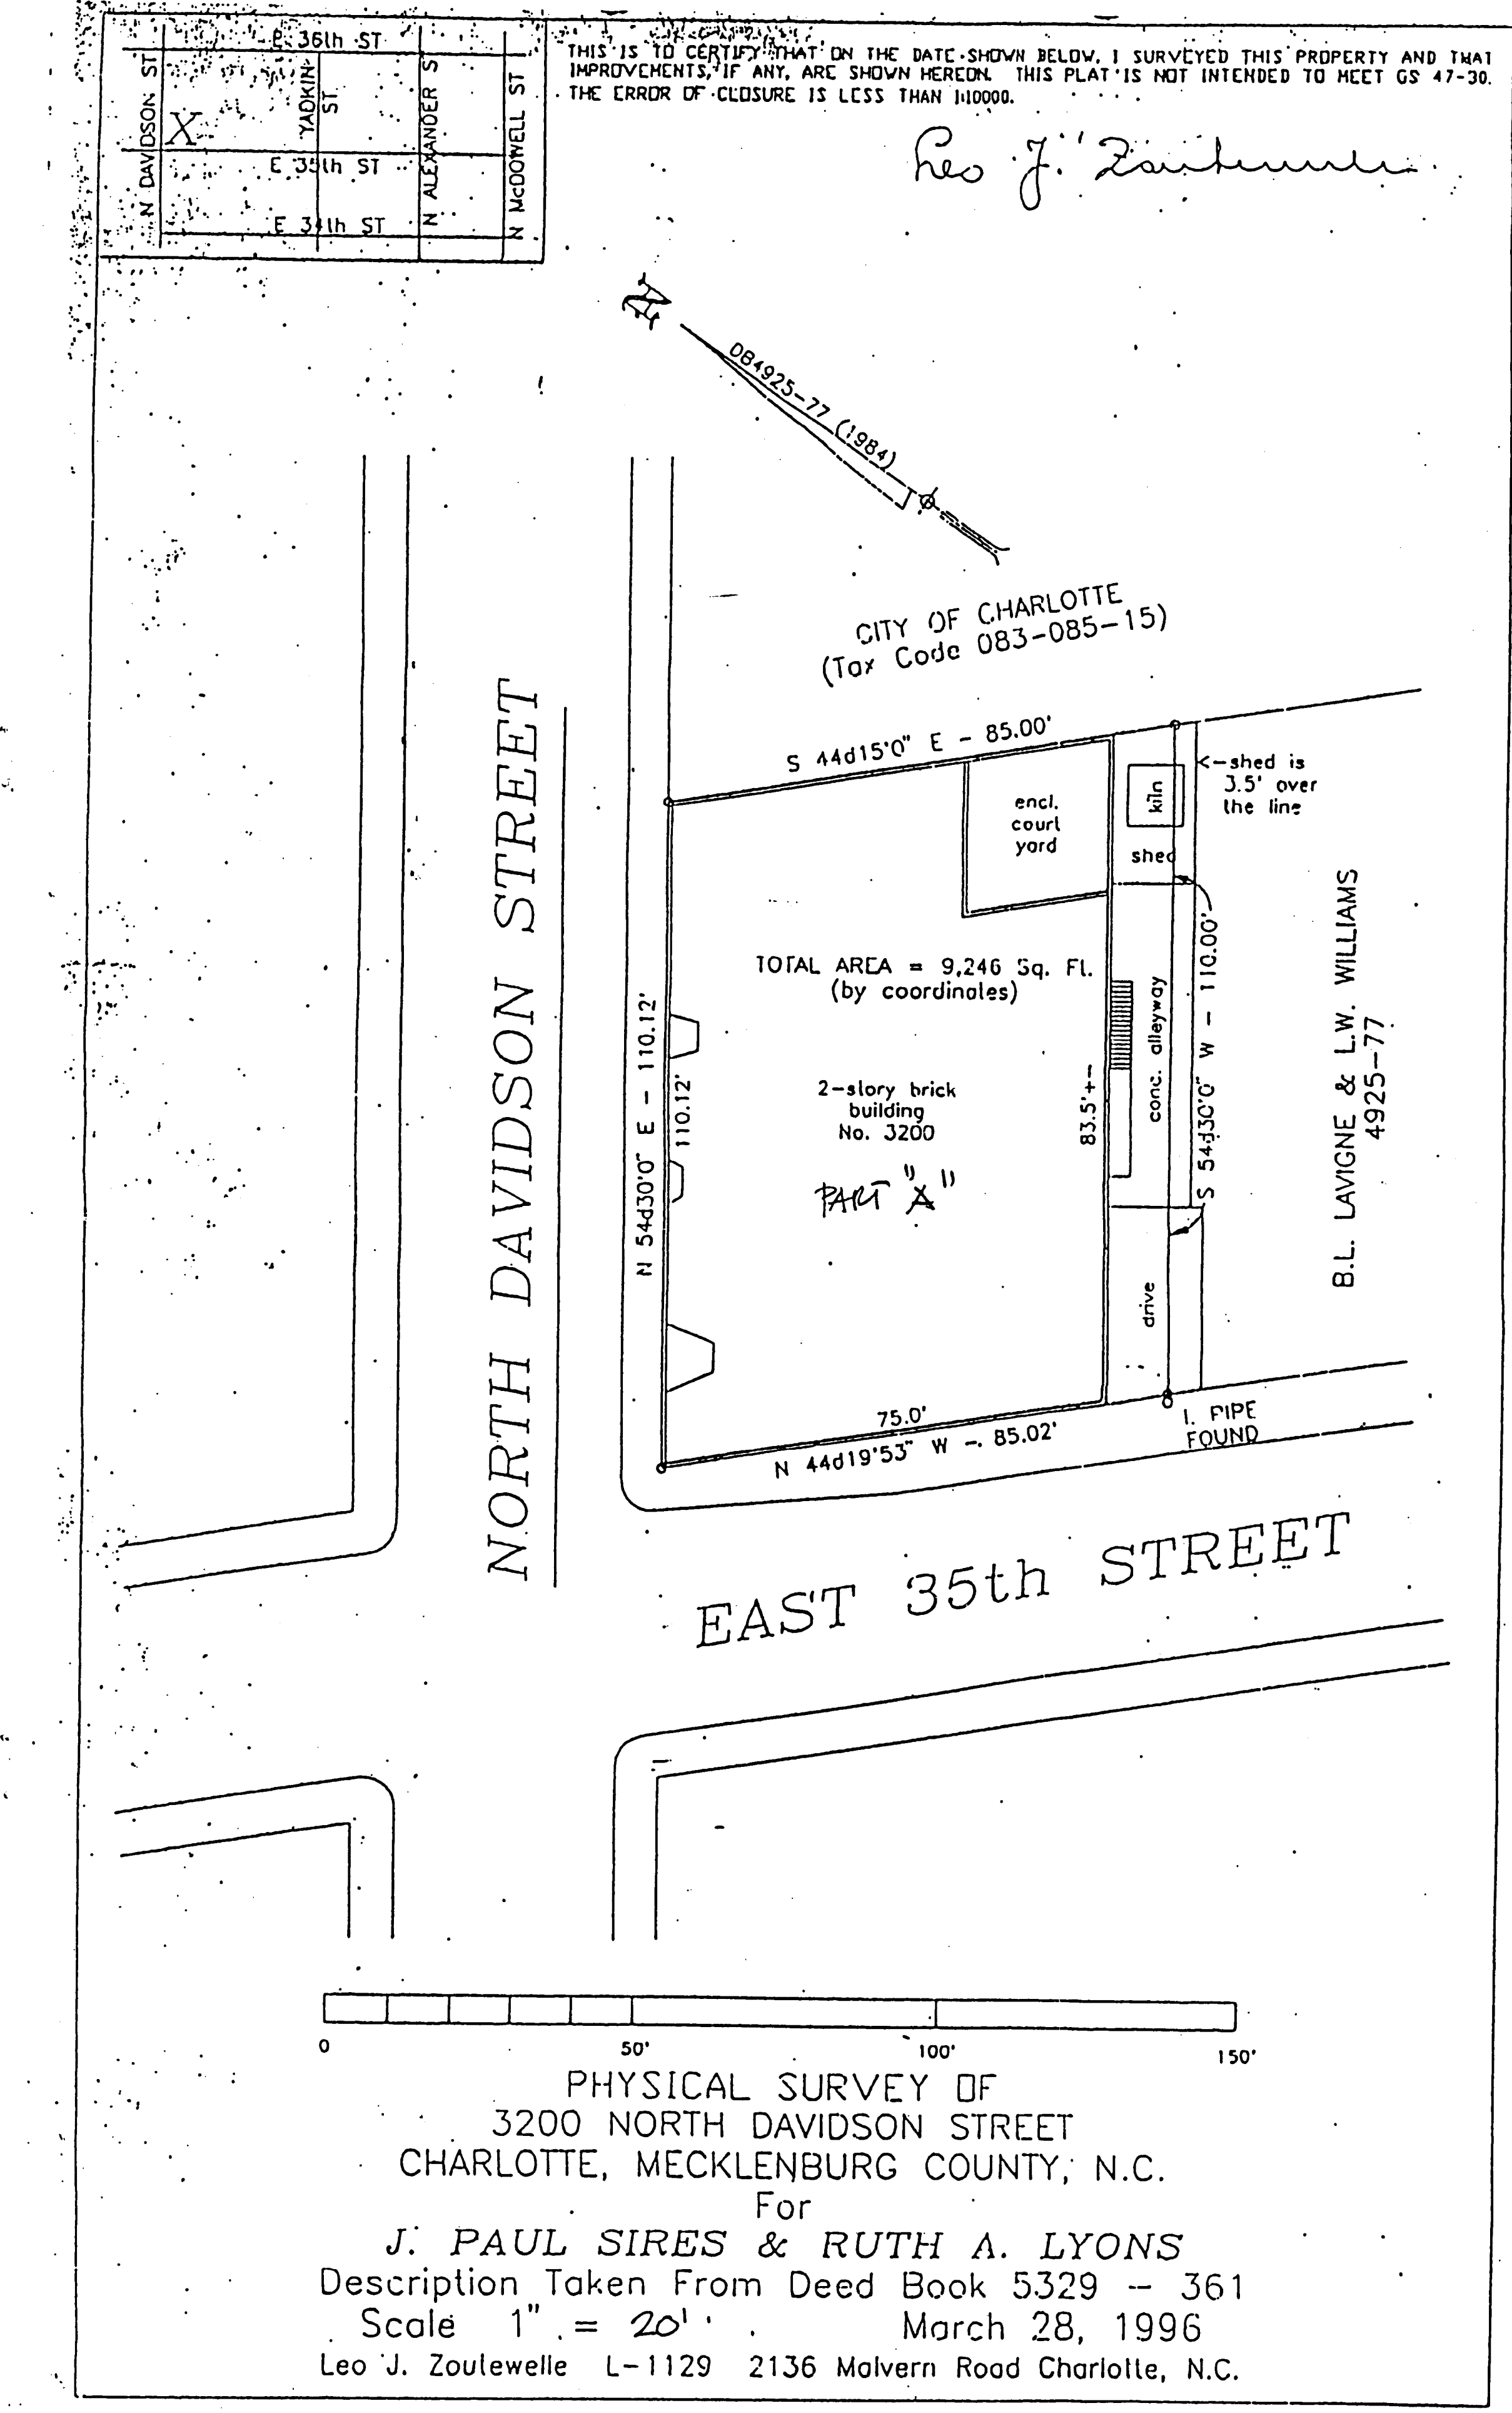 E. 36th ST
N DAVIDSON ST
X
YADKIN ST
N ALEXANDER ST
N McDOWELL ST
E 35th ST
E 34th ST
THIS IS TO CERTIFY THAT ON THE DATE SHOWN BELOW, I SURVEYED THIS PROPERTY AND THAT
IMPROVEMENTS, IF ANY, ARE SHOWN HEREON. THIS PLAT IS NOT INTENDED TO MEET GS 47-30.
THE ERROR OF CLOSURE IS LESS THAN 1:10000.
Leo J. Zoutewelle
N
DB4925-77 (1984)
CITY OF CHARLOTTE
(Tax Code 083-085-15)
S 44d15'0" E - 85.00'
<-shed is
3.5' over
the line
encl.
court
yard
kiln
shed
NORTH DAVIDSON STREET
N 54d30'0" E - 110.12'
110.12'
TOTAL AREA = 9,246 Sq. Ft.
(by coordinates)
2-story brick
building
No. 3200
PART "A"
83.5'+-
conc. alleyway
S 54d30'0" W - 110.00'
B.L. LAVIGNE & L.W. WILLIAMS
4925-77
drive
75.0'
N 44d19'53" W - 85.02'
I. PIPE
FOUND
EAST 35th STREET
0 50' 100' 150'
PHYSICAL SURVEY OF
3200 NORTH DAVIDSON STREET
CHARLOTTE, MECKLENBURG COUNTY, N.C.
For
J. PAUL SIRES & RUTH A. LYONS
Description Taken From Deed Book 5329 - 361
Scale 1" = 20' March 28, 1996
Leo J. Zoutewelle L-1129 2136 Malvern Road Charlotte, N.C.